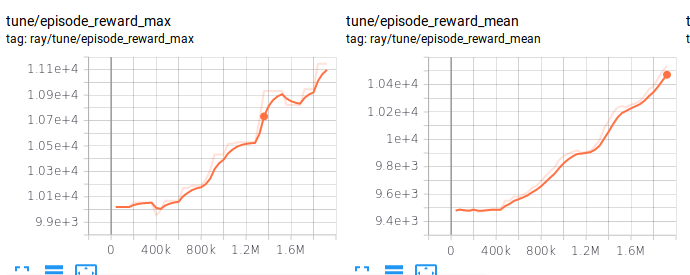 tune/episode_reward_max
tag: ray/tune/episode_reward_max
1.11e+4
1.09e+4
1.07e+4
1.05e+4
1.03e+4
1.01e+4
9.9e+3
0 400k 800k 1.2M 1.6M
tune/episode_reward_mean
tag: ray/tune/episode_reward_mean
1.04e+4
1e+4
9.8e+3
9.6e+3
9.4e+3
0 400k 800k 1.2M 1.6M